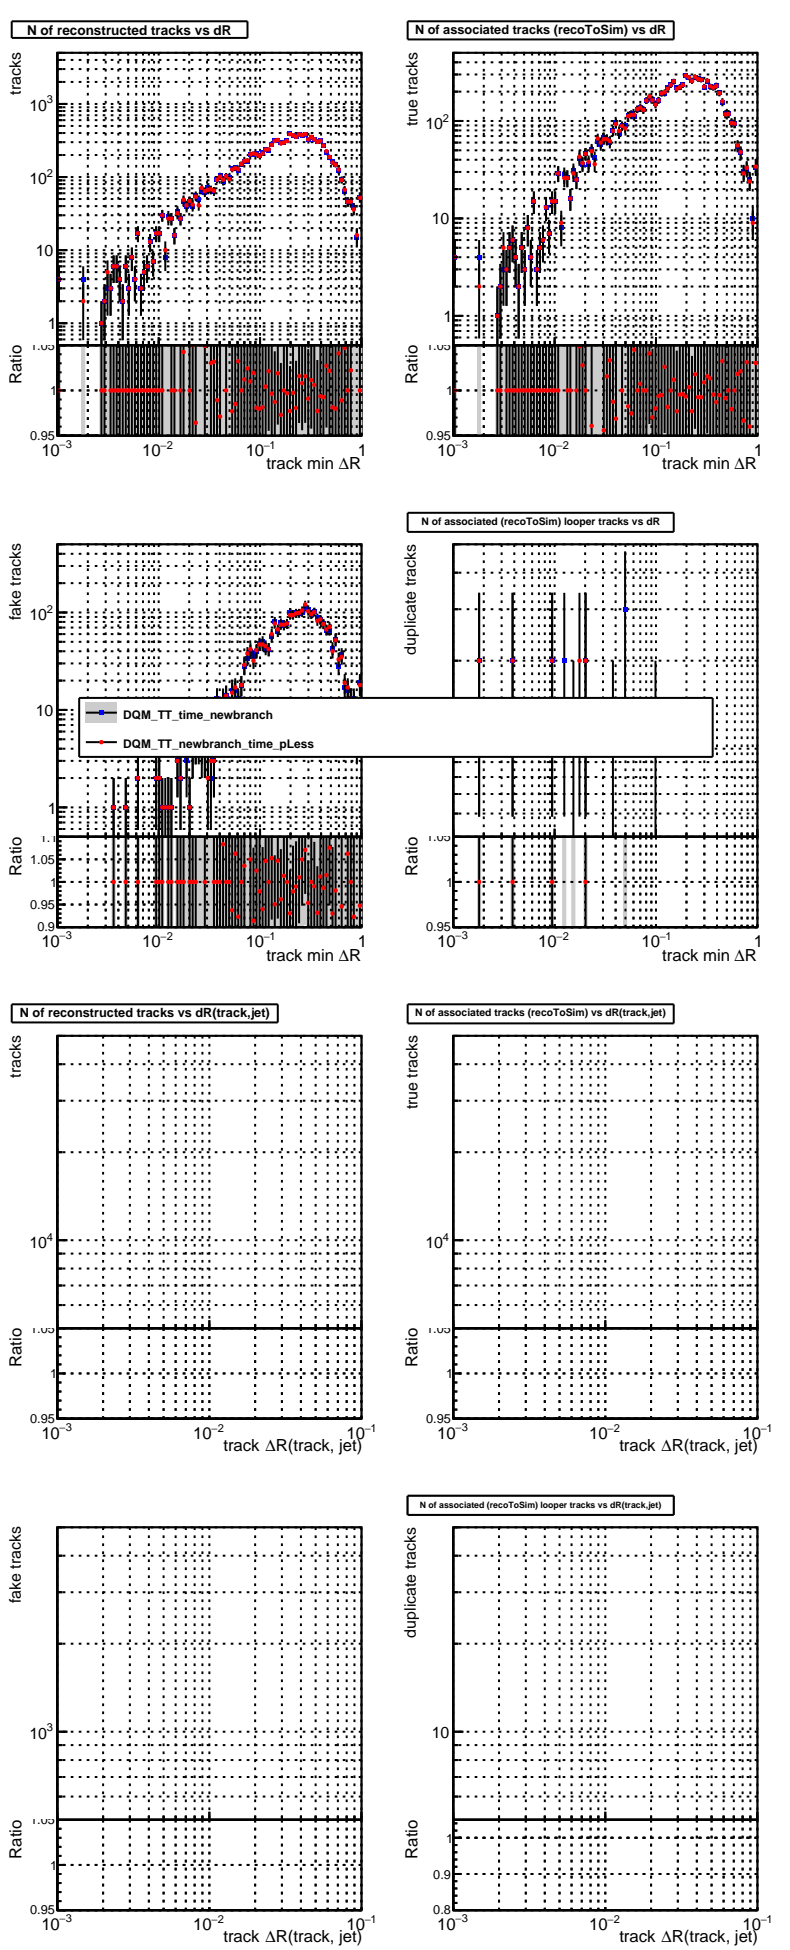 N of reconstructed tracks vs dR
tracks
10³
10²
10
1
Ratio
1.05
1
0.95
10⁻³
10⁻²
10⁻¹
1
track min ΔR
N of associated tracks (recoToSim) vs dR
true tracks
10²
10
1
Ratio
1.05
1
0.95
10⁻³
10⁻²
10⁻¹
1
track min ΔR
fake tracks
10²
10
1
Ratio
1.1
1.05
1
0.95
0.9
10⁻³
10⁻²
10⁻¹
1
track min ΔR
N of associated (recoToSim) looper tracks vs dR
duplicate tracks
Ratio
1.05
1
0.95
10⁻³
10⁻²
10⁻¹
1
track min ΔR
DQM_TT_time_newbranch
DQM_TT_newbranch_time_pLess
N of reconstructed tracks vs dR(track,jet)
tracks
10⁴
Ratio
1.05
1
0.95
10⁻³
10⁻²
10⁻¹
track ΔR(track, jet)
N of associated tracks (recoToSim) vs dR(track,jet)
true tracks
10⁴
Ratio
1.05
1
0.95
10⁻³
10⁻²
10⁻¹
track ΔR(track, jet)
fake tracks
10³
Ratio
1.05
1
0.95
10⁻³
10⁻²
10⁻¹
track ΔR(track, jet)
N of associated (recoToSim) looper tracks vs dR(track,jet)
duplicate tracks
10
Ratio
1
0.9
0.8
10⁻³
10⁻²
10⁻¹
track ΔR(track, jet)